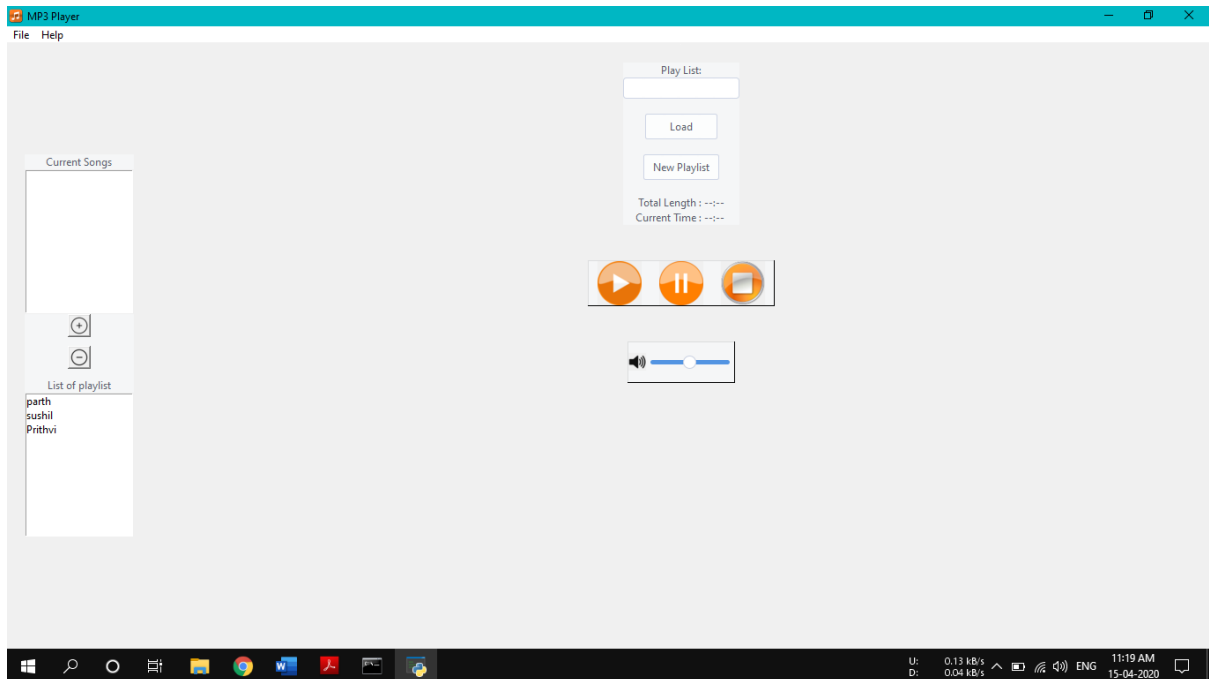 MP3 Player
File Help
Play List:
Load
New Playlist
Total Length : --:--
Current Time : --:--
Current Songs
List of playlist
parth
sushil
Prithvi
U: 0.13 kB/s
D: 0.04 kB/s
ENG
11:19 AM
15-04-2020